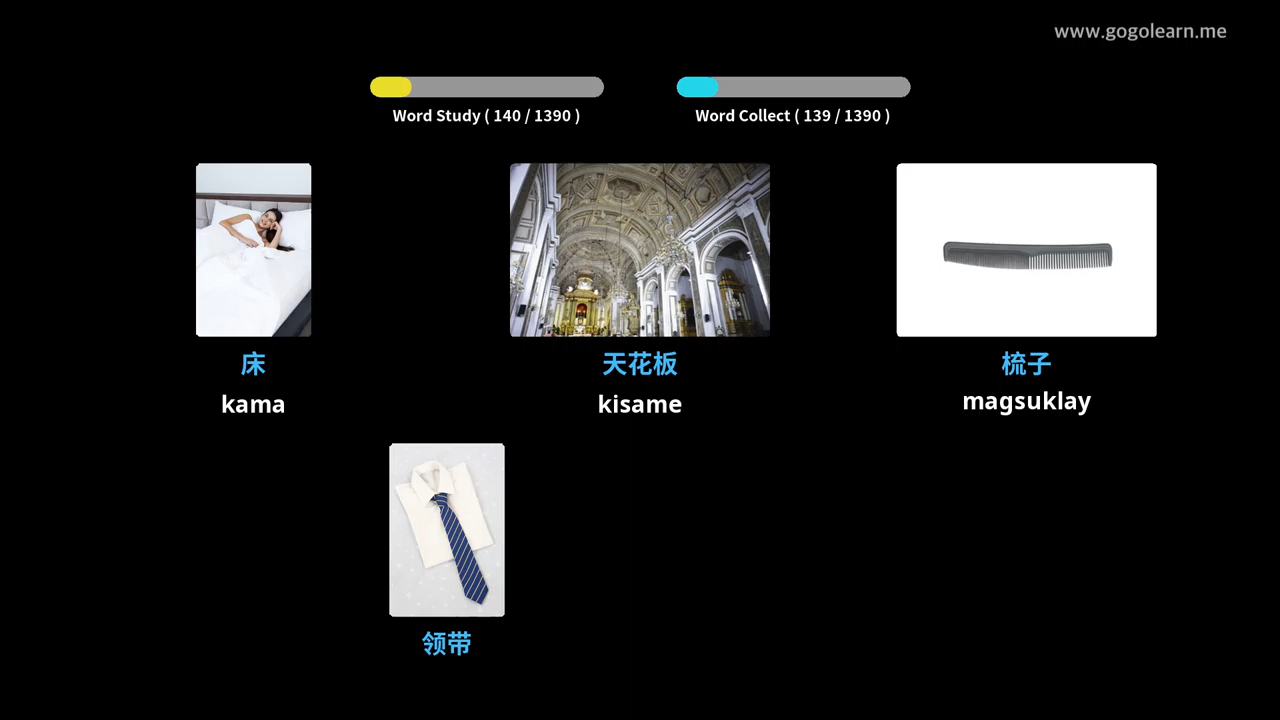 www.gogolearn.me
Word Study ( 140 / 1390 )
Word Collect ( 139 / 1390 )
床
天花板
梳子
kama
kisame
magsuklay
领带